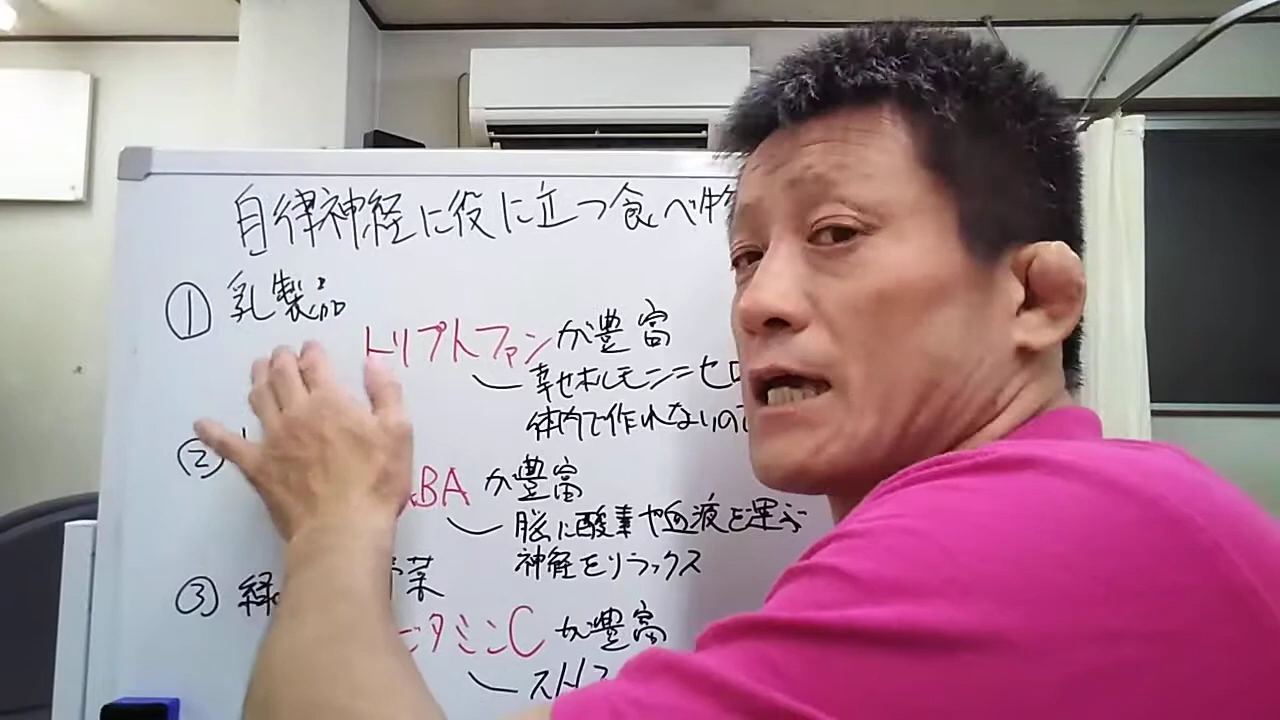 自律神経に役に立つ食べ物
① 乳製品
トリプトファンが豊富
幸せホルモン=セロ
体内で作れないので
②
BAが豊富
脳に酸素や血液を運ぶ
神経をリラックス
③ 緑 野菜
ビタミンCが豊富
ストレ